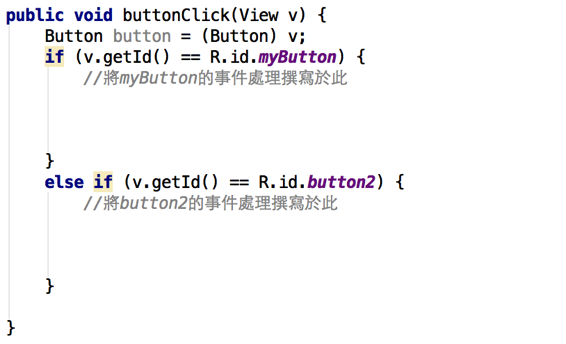 public void buttonClick(View v) {
Button button = (Button) v;
if (v.getId() == R.id.myButton) {
//將myButton的事件處理撰寫於此
}
else if (v.getId() == R.id.button2) {
//將button2的事件處理撰寫於此
}
}